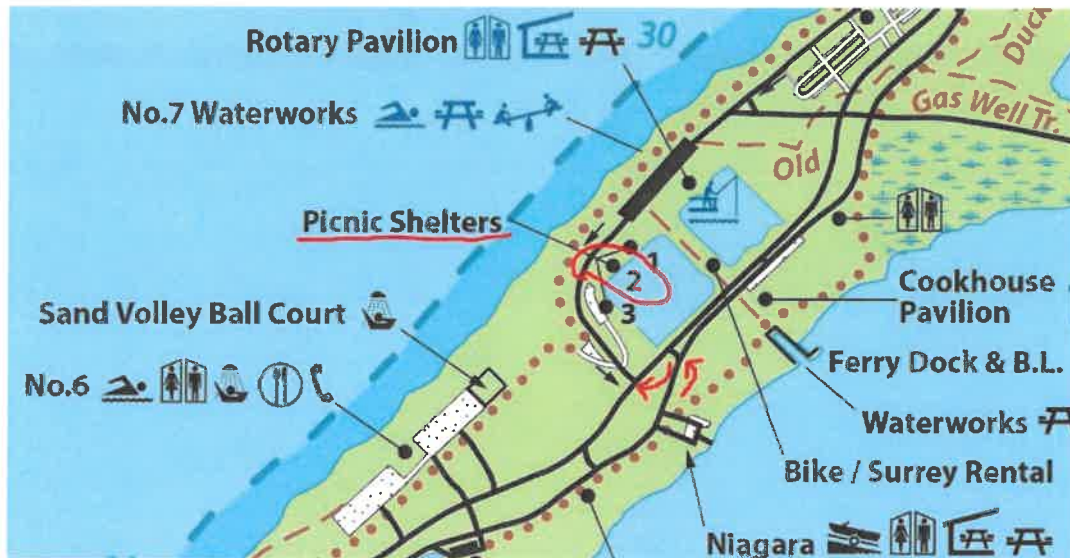 Rotary Pavilion 30
No.7 Waterworks
Duck
Gas Well Tr.
Old
Picnic Shelters
1
2
3
Sand Volley Ball Court
No.6
Cookhouse
Pavilion
Ferry Dock & B.L.
Waterworks
Bike / Surrey Rental
Niagara